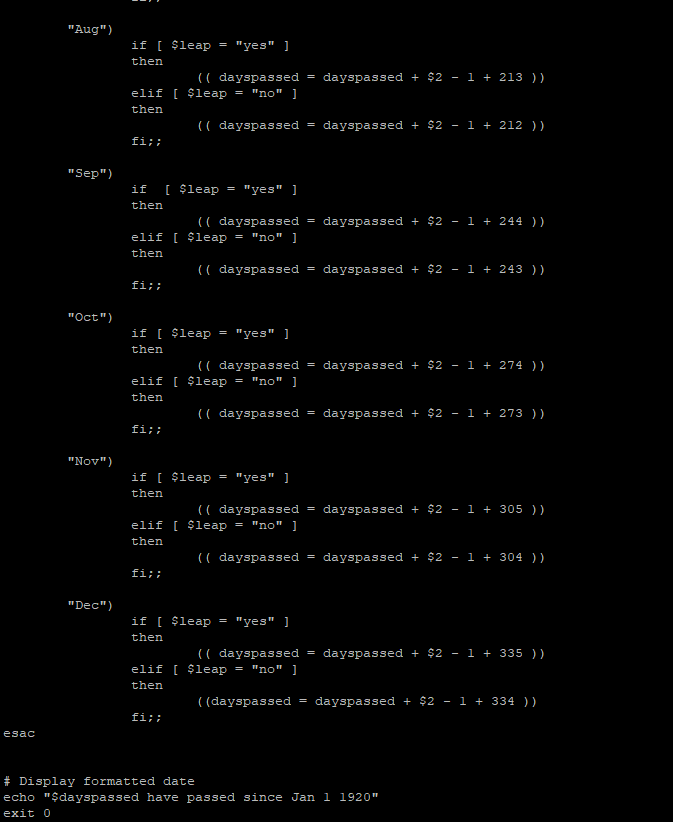 fi;;
"Aug")
if [ $leap = "yes" ]
then
(( dayspassed = dayspassed + $2 - 1 + 213 ))
elif [ $leap = "no" ]
then
(( dayspassed = dayspassed + $2 - 1 + 212 ))
fi;;
"Sep")
if  [ $leap = "yes" ]
then
(( dayspassed = dayspassed + $2 - 1 + 244 ))
elif [ $leap = "no" ]
then
(( dayspassed = dayspassed + $2 - 1 + 243 ))
fi;;
"Oct")
if [ $leap = "yes" ]
then
(( dayspassed = dayspassed + $2 - 1 + 274 ))
elif [ $leap = "no" ]
then
(( dayspassed = dayspassed + $2 - 1 + 273 ))
fi;;
"Nov")
if [ $leap = "yes" ]
then
(( dayspassed = dayspassed + $2 - 1 + 305 ))
elif [ $leap = "no" ]
then
(( dayspassed = dayspassed + $2 - 1 + 304 ))
fi;;
"Dec")
if [ $leap = "yes" ]
then
(( dayspassed = dayspassed + $2 - 1 + 335 ))
elif [ $leap = "no" ]
then
((dayspassed = dayspassed + $2 - 1 + 334 ))
fi;;
esac
# Display formatted date
echo "$dayspassed have passed since Jan 1 1920"
exit 0